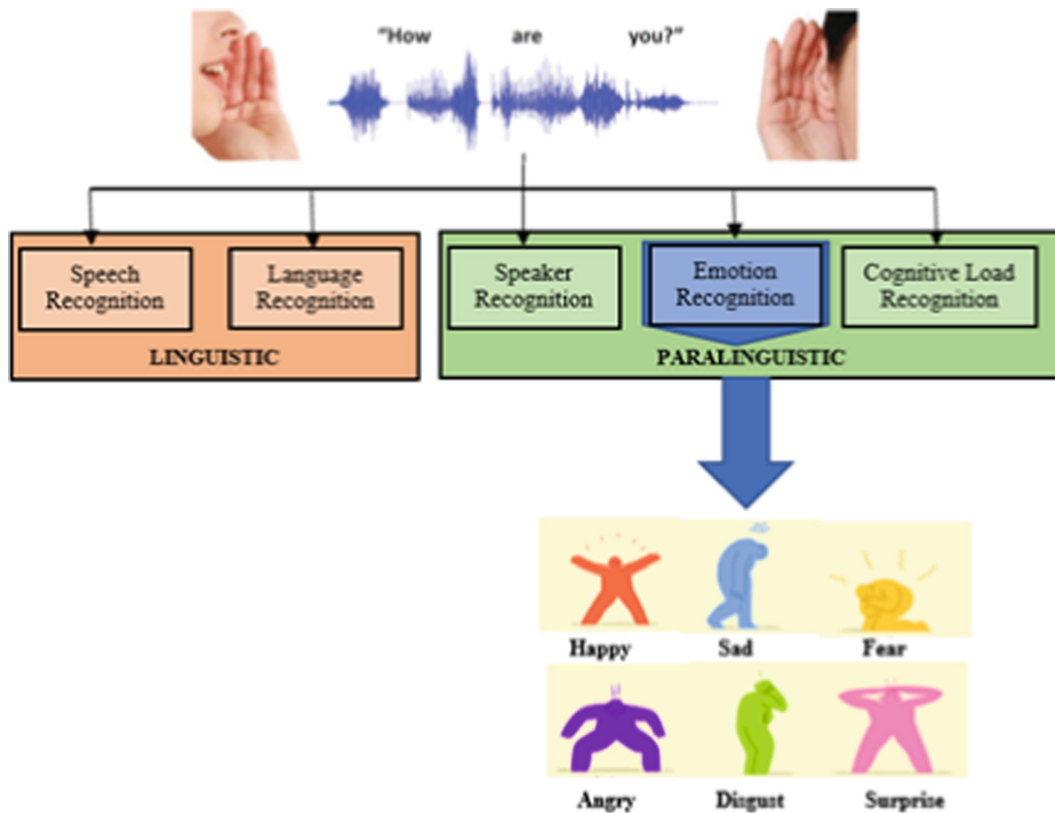 "How are you?"
Speech
Recognition
Language
Recognition
LINGUISTIC
Speaker
Recognition
Emotion
Recognition
Cognitive Load
Recognition
PARALINGUISTIC
Happy
Sad
Fear
Angry
Disgust
Surprise